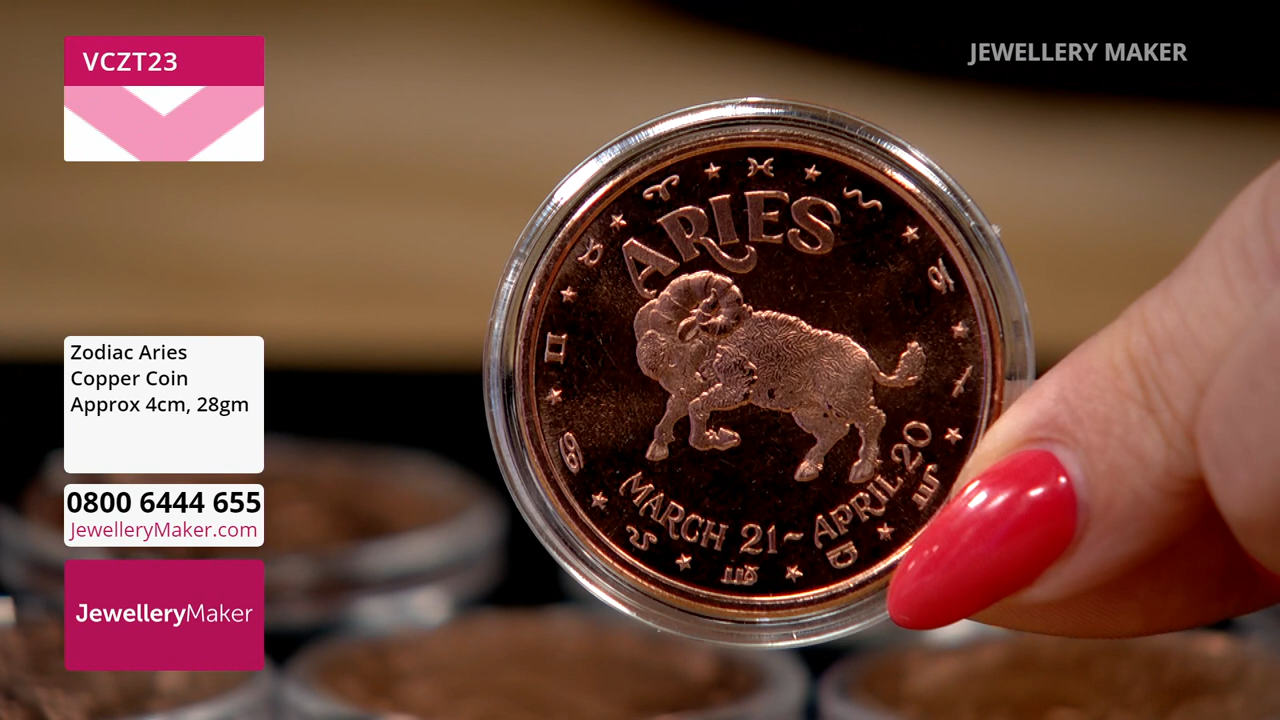 VCZT23
JEWELLERY MAKER
Zodiac Aries
Copper Coin
Approx 4cm, 28gm
0800 6444 655
JewelleryMaker.com
JewelleryMaker
ARIES
MARCH 21~APRIL 20